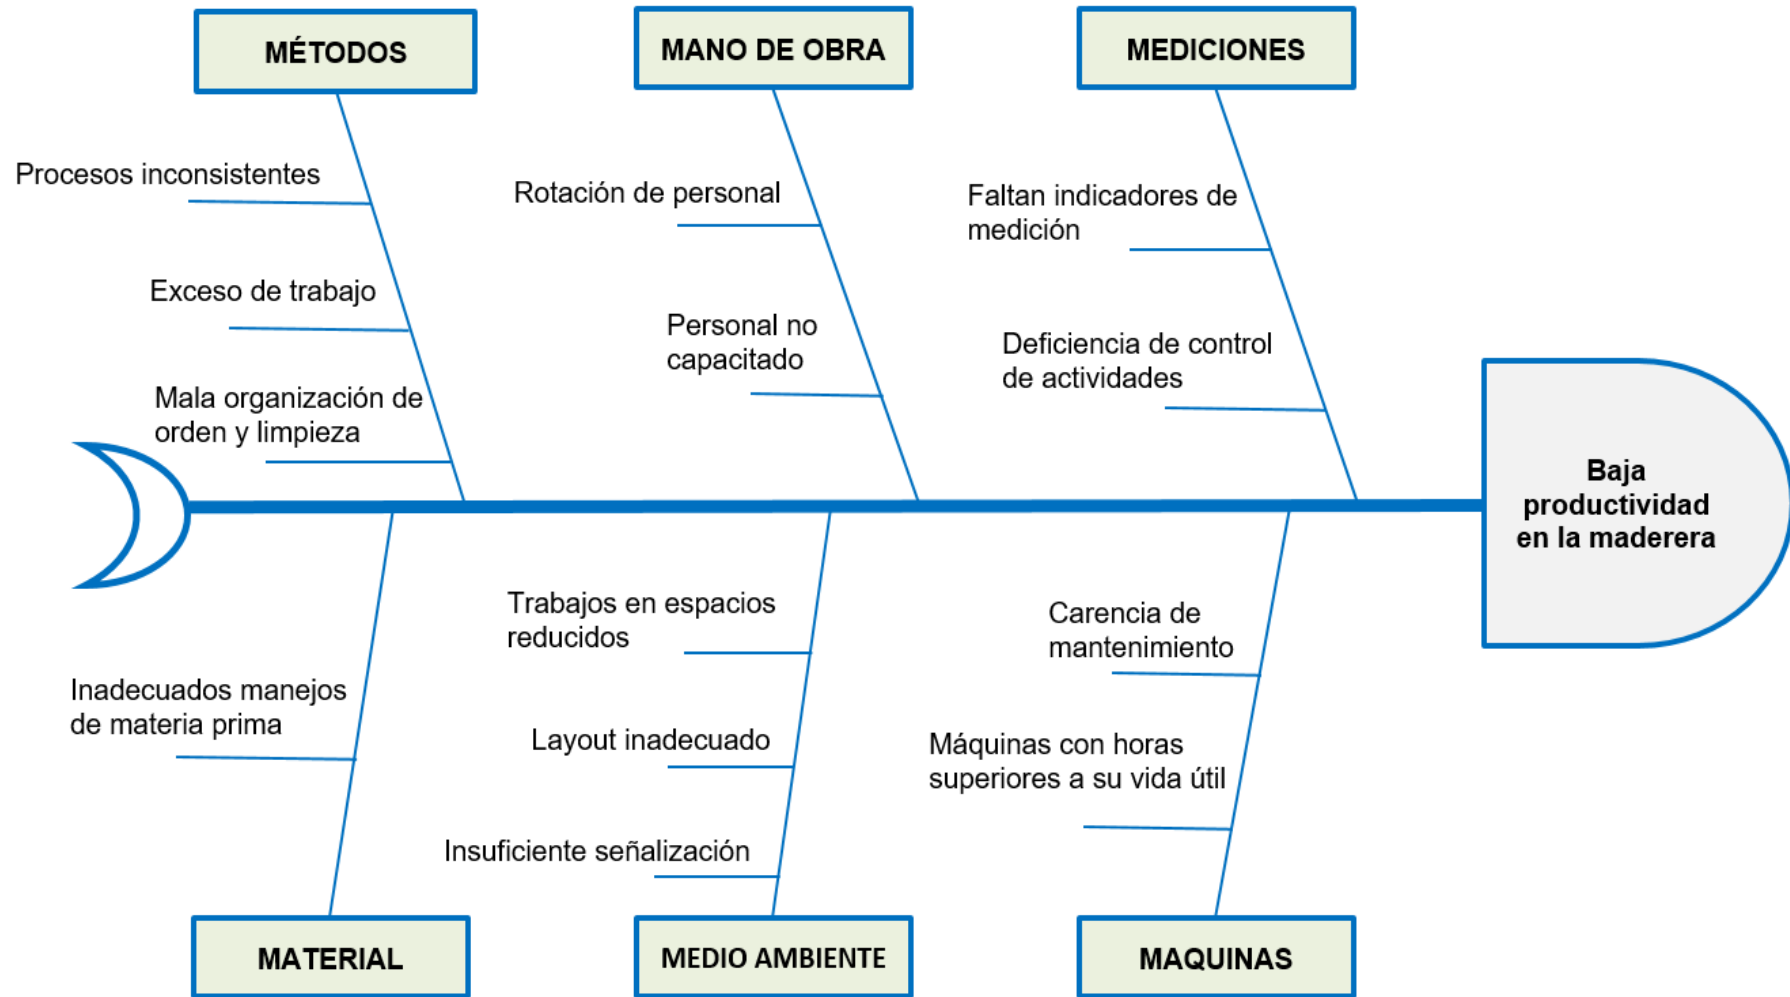 MÉTODOS
MANO DE OBRA
MEDICIONES
Procesos inconsistentes
Exceso de trabajo
Mala organización de
orden y limpieza
Rotación de personal
Personal no
capacitado
Faltan indicadores de
medición
Deficiencia de control
de actividades
Baja
productividad
en la maderera
Inadecuados manejos
de materia prima
Trabajos en espacios
reducidos
Layout inadecuado
Insuficiente señalización
Carencia de
mantenimiento
Máquinas con horas
superiores a su vida útil
MATERIAL
MEDIO AMBIENTE
MAQUINAS